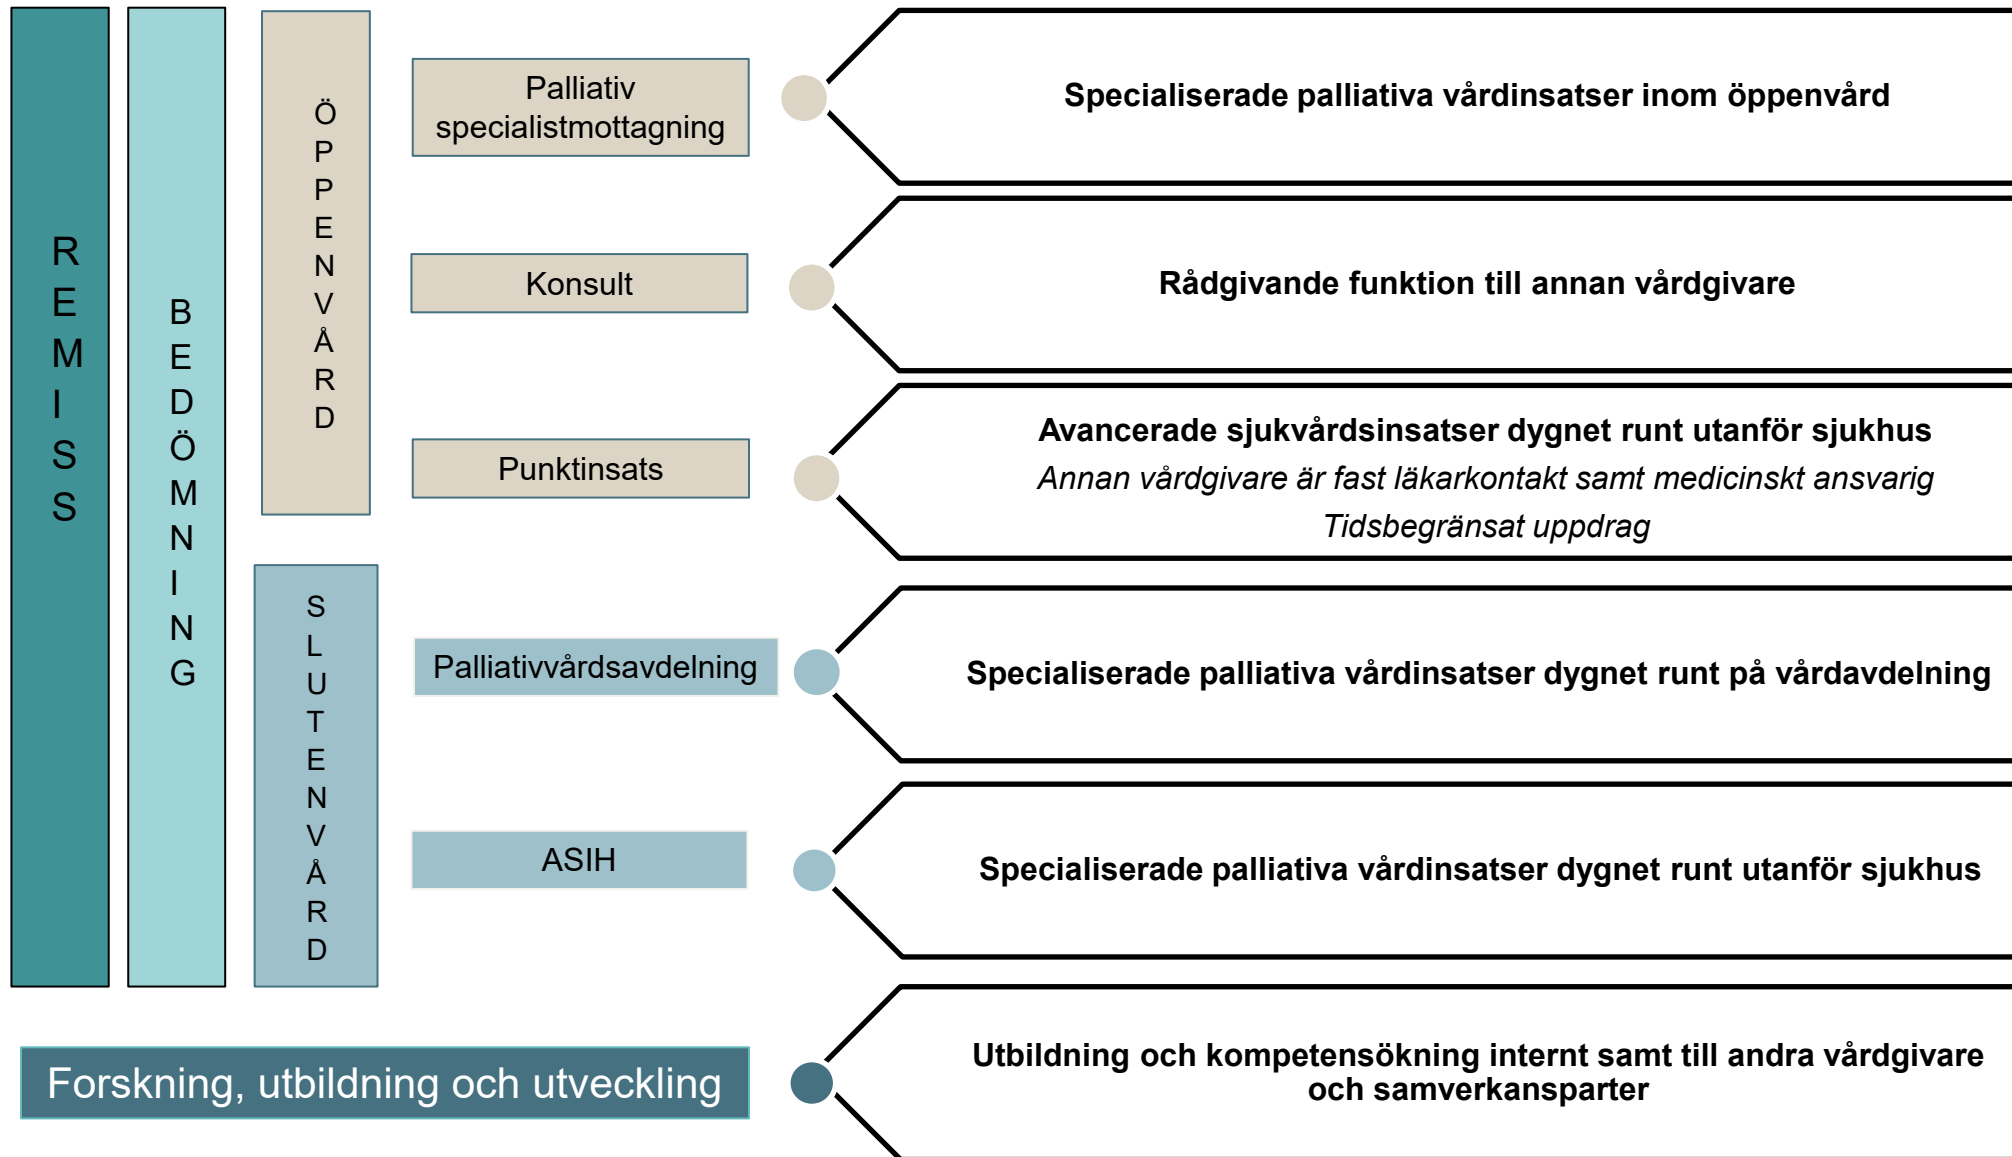 REMISS
BEDÖMNING
ÖPPENVÅRD
Palliativ
specialistmottagning
Specialiserade palliativa vårdinsatser inom öppenvård
Konsult
Rådgivande funktion till annan vårdgivare
Punktinsats
Avancerade sjukvårdsinsatser dygnet runt utanför sjukhus
Annan vårdgivare är fast läkarkontakt samt medicinskt ansvarig
Tidsbegränsat uppdrag
SLUTENVÅRD
Palliativvårdsavdelning
Specialiserade palliativa vårdinsatser dygnet runt på vårdavdelning
ASIH
Specialiserade palliativa vårdinsatser dygnet runt utanför sjukhus
Forskning, utbildning och utveckling
Utbildning och kompetensökning internt samt till andra vårdgivare
och samverkansparter